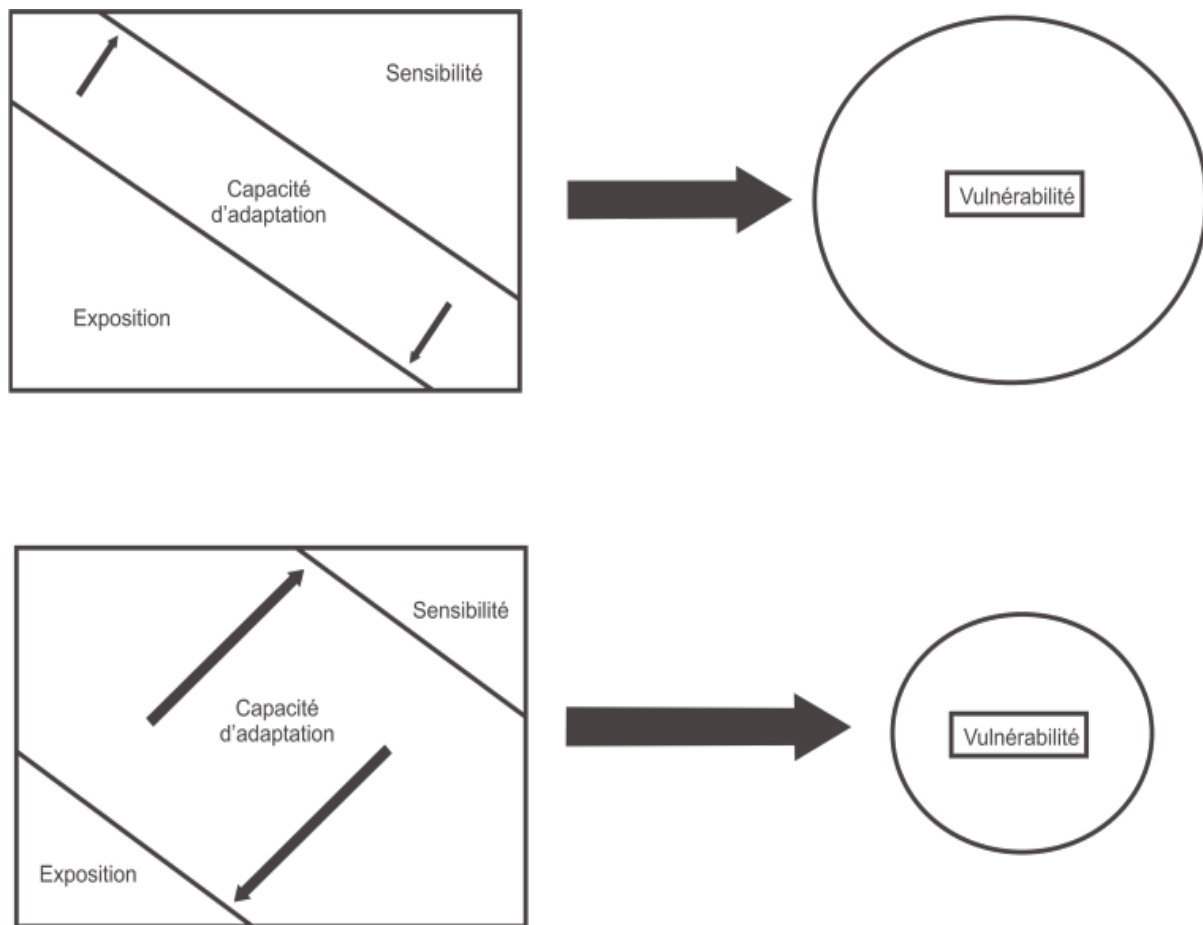 Sensibilité
Capacité
d'adaptation
Exposition
Vulnérabilité
Sensibilité
Capacité
d'adaptation
Exposition
Vulnérabilité